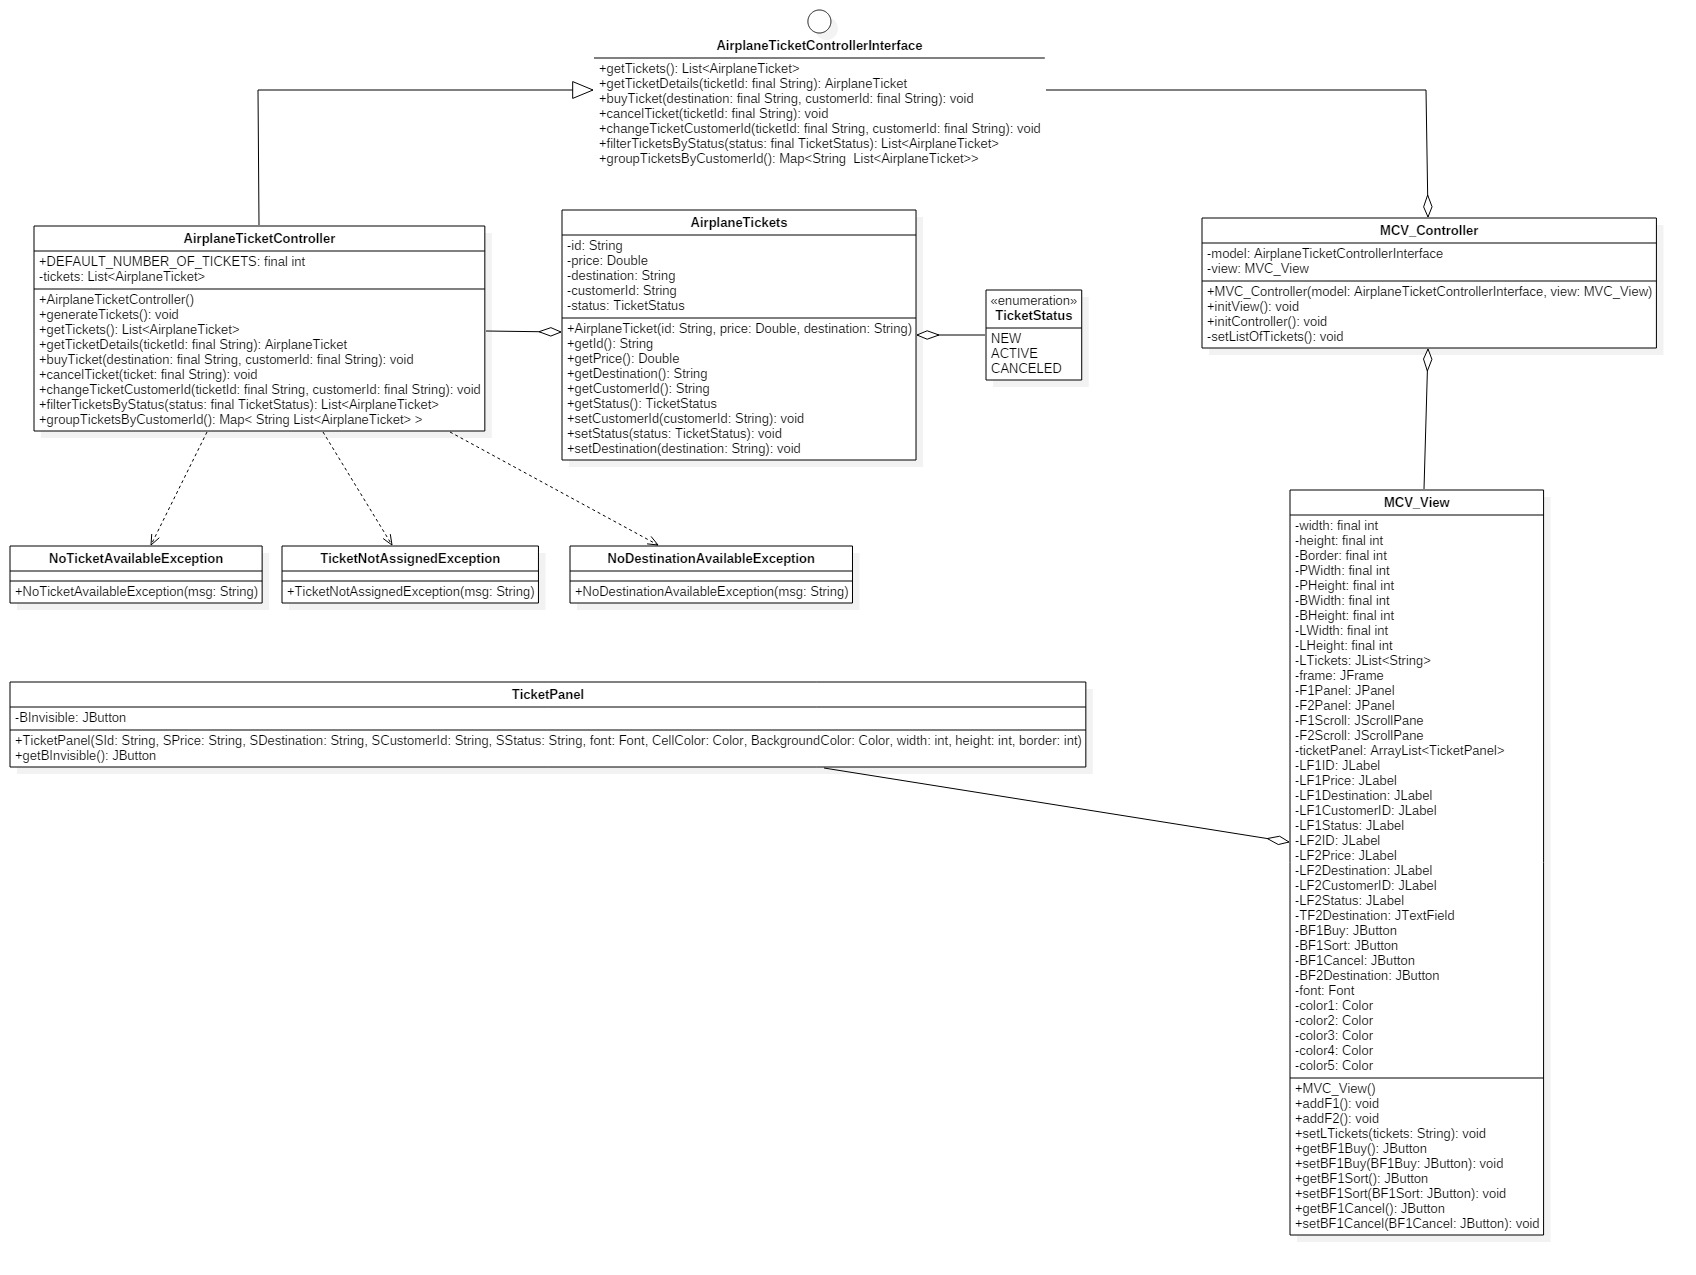 AirplaneTicketControllerInterface
+getTickets(): List<AirplaneTicket>
+getTicketDetails(ticketId: final String): AirplaneTicket
+buyTicket(destination: final String, customerId: final String): void
+cancelTicket(ticketId: final String): void
+changeTicketCustomerId(ticketId: final String, customerId: final String): void
+filterTicketsByStatus(status: final TicketStatus): List<AirplaneTicket>
+groupTicketsByCustomerId(): Map<String  List<AirplaneTicket>>
AirplaneTicketController
+DEFAULT_NUMBER_OF_TICKETS: final int
-tickets: List<AirplaneTicket>
+AirplaneTicketController()
+generateTickets(): void
+getTickets(): List<AirplaneTicket>
+getTicketDetails(ticketId: final String): AirplaneTicket
+buyTicket(destination: final String, customerId: final String): void
+cancelTicket(ticket: final String): void
+changeTicketCustomerId(ticketId: final String, customerId: final String): void
+filterTicketsByStatus(status: final TicketStatus): List<AirplaneTicket>
+groupTicketsByCustomerId(): Map< String List<AirplaneTicket> >
AirplaneTickets
-id: String
-price: Double
-destination: String
-customerId: String
-status: TicketStatus
+AirplaneTicket(id: String, price: Double, destination: String)
+getId(): String
+getPrice(): Double
+getDestination(): String
+getCustomerId(): String
+getStatus(): TicketStatus
+setCustomerId(customerId: String): void
+setStatus(status: TicketStatus): void
+setDestination(destination: String): void
«enumeration»
TicketStatus
NEW
ACTIVE
CANCELED
MCV_Controller
-model: AirplaneTicketControllerInterface
-view: MVC_View
+MVC_Controller(model: AirplaneTicketControllerInterface, view: MVC_View)
+initView(): void
+initController(): void
-setListOfTickets(): void
NoTicketAvailableException
+NoTicketAvailableException(msg: String)
TicketNotAssignedException
+TicketNotAssignedException(msg: String)
NoDestinationAvailableException
+NoDestinationAvailableException(msg: String)
TicketPanel
-BInvisible: JButton
+TicketPanel(SId: String, SPrice: String, SDestination: String, SCustomerId: String, SStatus: String, font: Font, CellColor: Color, BackgroundColor: Color, width: int, height: int, border: int)
+getBInvisible(): JButton
MCV_View
-width: final int
-height: final int
-Border: final int
-PWidth: final int
-PHeight: final int
-BWidth: final int
-BHeight: final int
-LWidth: final int
-LHeight: final int
-LTickets: JList<String>
-frame: JFrame
-F1Panel: JPanel
-F2Panel: JPanel
-F1Scroll: JScrollPane
-F2Scroll: JScrollPane
-ticketPanel: ArrayList<TicketPanel>
-LF1ID: JLabel
-LF1Price: JLabel
-LF1Destination: JLabel
-LF1CustomerID: JLabel
-LF1Status: JLabel
-LF2ID: JLabel
-LF2Price: JLabel
-LF2Destination: JLabel
-LF2CustomerID: JLabel
-LF2Status: JLabel
-TF2Destination: JTextField
-BF1Buy: JButton
-BF1Sort: JButton
-BF1Cancel: JButton
-BF2Destination: JButton
-font: Font
-color1: Color
-color2: Color
-color3: Color
-color4: Color
-color5: Color
+MVC_View()
+addF1(): void
+addF2(): void
+setLTickets(tickets: String): void
+getBF1Buy(): JButton
+setBF1Buy(BF1Buy: JButton): void
+getBF1Sort(): JButton
+setBF1Sort(BF1Sort: JButton): void
+getBF1Cancel(): JButton
+setBF1Cancel(BF1Cancel: JButton): void